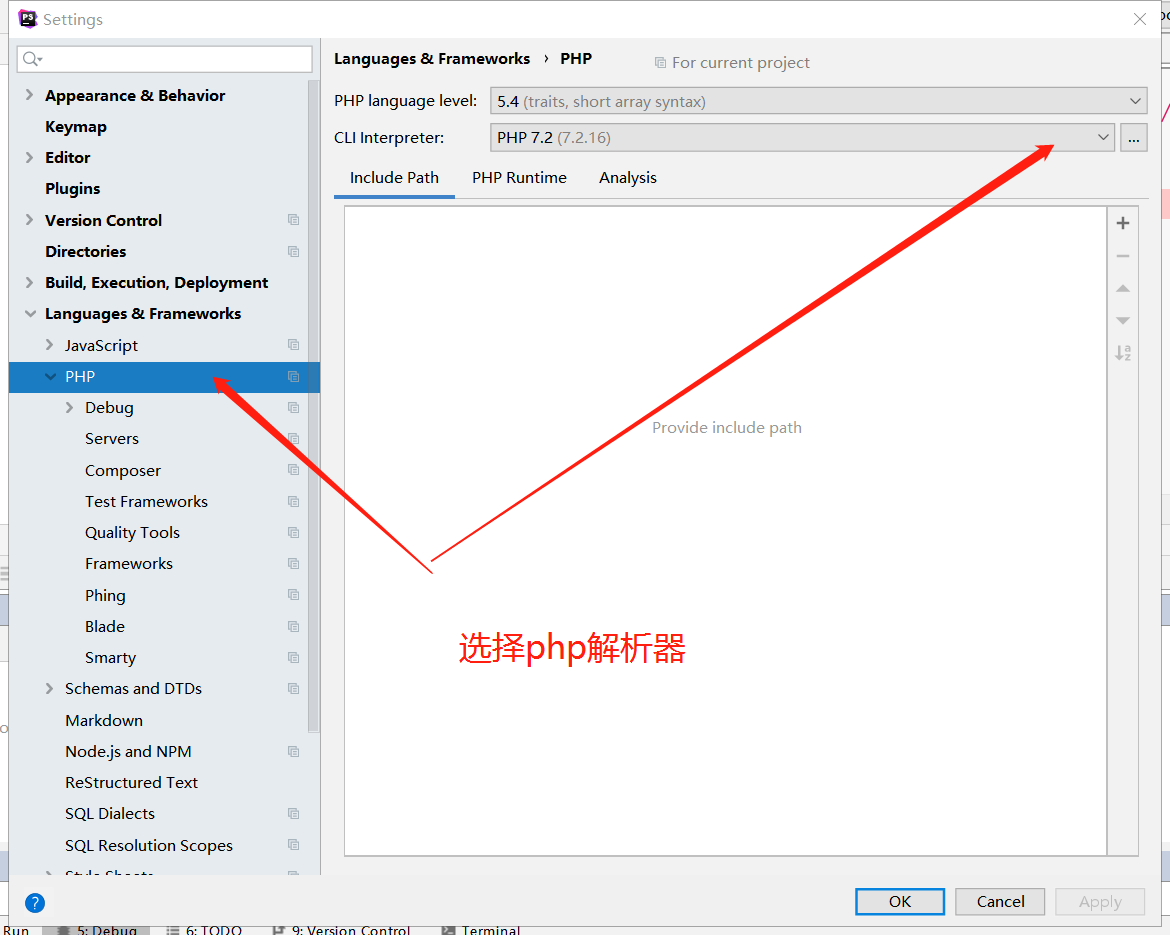 Settings
Languages & Frameworks › PHP
For current project
PHP language level: 5.4 (traits, short array syntax)
CLI Interpreter: PHP 7.2 (7.2.16) ...
Include Path PHP Runtime Analysis
Provide include path
Appearance & Behavior
Keymap
Editor
Plugins
Version Control
Directories
Build, Execution, Deployment
Languages & Frameworks
JavaScript
PHP
Debug
Servers
Composer
Test Frameworks
Quality Tools
Frameworks
Phing
Blade
Smarty
Schemas and DTDs
Markdown
Node.js and NPM
ReStructured Text
SQL Dialects
SQL Resolution Scopes
Style Sheets
选择php解析器
?
OK Cancel Apply
Run 5: Debug 6: TODO 9: Version Control Terminal